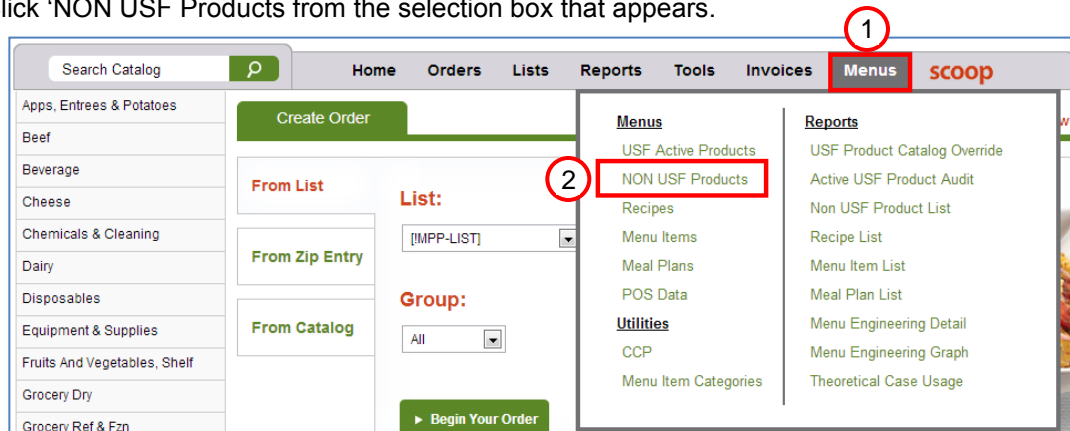 lick ‘NON USF Products from the selection box that appears.
1
Search Catalog
Home Orders Lists Reports Tools Invoices Menus scoop
Apps, Entrees & Potatoes
Beef
Beverage
Cheese
Chemicals & Cleaning
Dairy
Disposables
Equipment & Supplies
Fruits And Vegetables, Shelf
Grocery Dry
Grocery Ref & Fzn
Create Order
From List
From Zip Entry
From Catalog
List:
[!MPP-LIST]
Group:
All
Begin Your Order
2
Menus
USF Active Products
NON USF Products
Recipes
Menu Items
Meal Plans
POS Data
Utilities
CCP
Menu Item Categories
Reports
USF Product Catalog Override
Active USF Product Audit
Non USF Product List
Recipe List
Menu Item List
Meal Plan List
Menu Engineering Detail
Menu Engineering Graph
Theoretical Case Usage
w